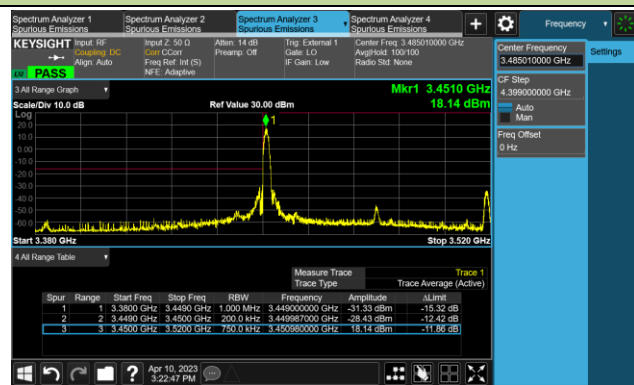 Spectrum Analyzer 1
Spurious Emissions
Spectrum Analyzer 2
Spurious Emissions
Spectrum Analyzer 3
Spurious Emissions
Spectrum Analyzer 4
Spurious Emissions
Frequency
KEYSIGHT
Input: RF
Coupling: DC
Align: Auto
Input Z: 50 Ω
Corr CCorr
Freq Ref: Int (S)
NFE: Adaptive
Atten: 14 dB
Preamp: Off
Trig: External 1
Gate: LO
IF Gain: Low
Center Freq: 3.485010000 GHz
Avg|Hold: 100/100
Radio Std: None
PASS
3 All Range Graph
Scale/Div 10.0 dB
Ref Value 30.00 dBm
Mkr1 3.4510 GHz
18.14 dBm
Log
20.0
10.0
0.00
-10.0
-20.0
-30.0
-40.0
-50.0
-60.0
1
Start 3.380 GHz
Stop 3.520 GHz
4 All Range Table
Measure Trace Trace 1
Trace Type Trace Average (Active)
Spur Range Start Freq Stop Freq RBW Frequency Amplitude ΔLimit
1 1 3.3800 GHz 3.4490 GHz 1.000 MHz 3.449000000 GHz -31.33 dBm -15.32 dB
2 2 3.4490 GHz 3.4500 GHz 200.0 kHz 3.449987000 GHz -28.43 dBm -12.42 dB
3 3 3.4500 GHz 3.5200 GHz 750.0 kHz 3.450980000 GHz 18.14 dBm -11.86 dB
Apr 10, 2023
3:22:47 PM
Center Frequency
3.485010000 GHz
Settings
CF Step
4.399000000 GHz
Auto
Man
Freq Offset
0 Hz